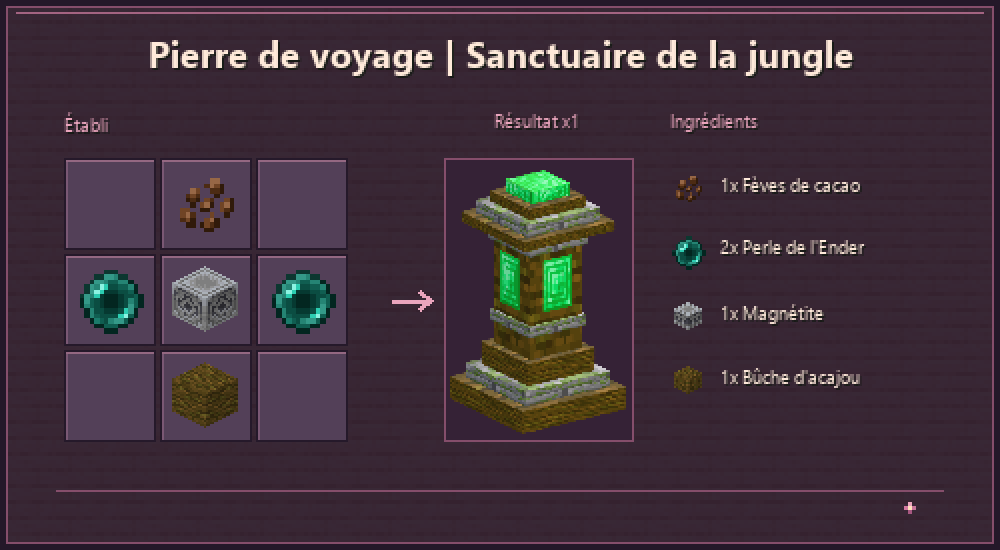 Pierre de voyage | Sanctuaire de la jungle
Établi
Résultat x1
Ingrédients
1x Fèves de cacao
2x Perle de l'Ender
1x Magnétite
1x Bûche d'acajou